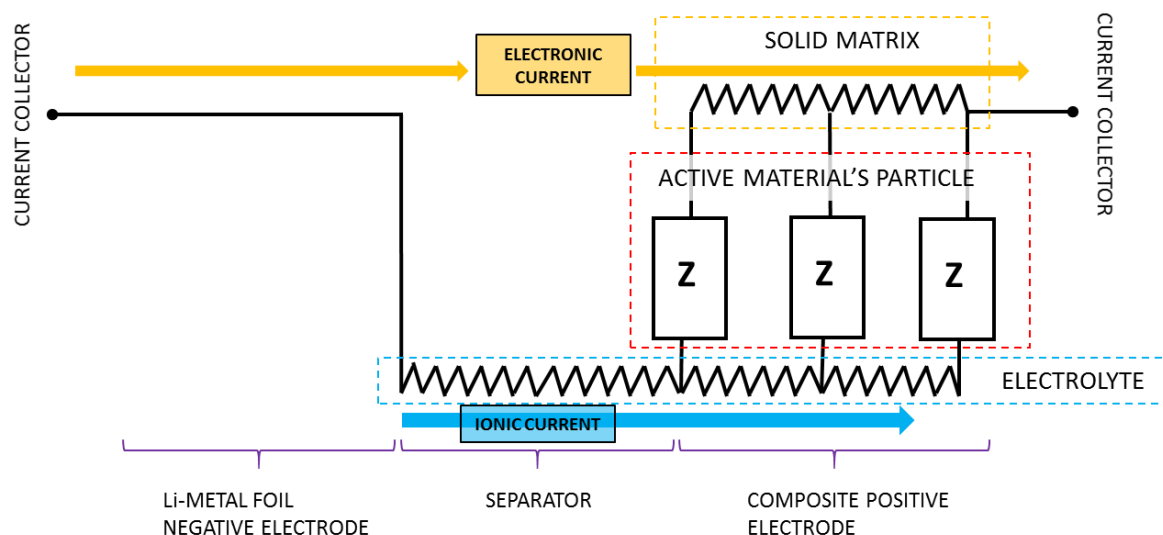 CURRENT COLLECTOR
ELECTRONIC
CURRENT
SOLID MATRIX
CURRENT COLLECTOR
ACTIVE MATERIAL'S PARTICLE
Z
Z
Z
ELECTROLYTE
IONIC CURRENT
Li-METAL FOIL
NEGATIVE ELECTRODE
SEPARATOR
COMPOSITE POSITIVE
ELECTRODE